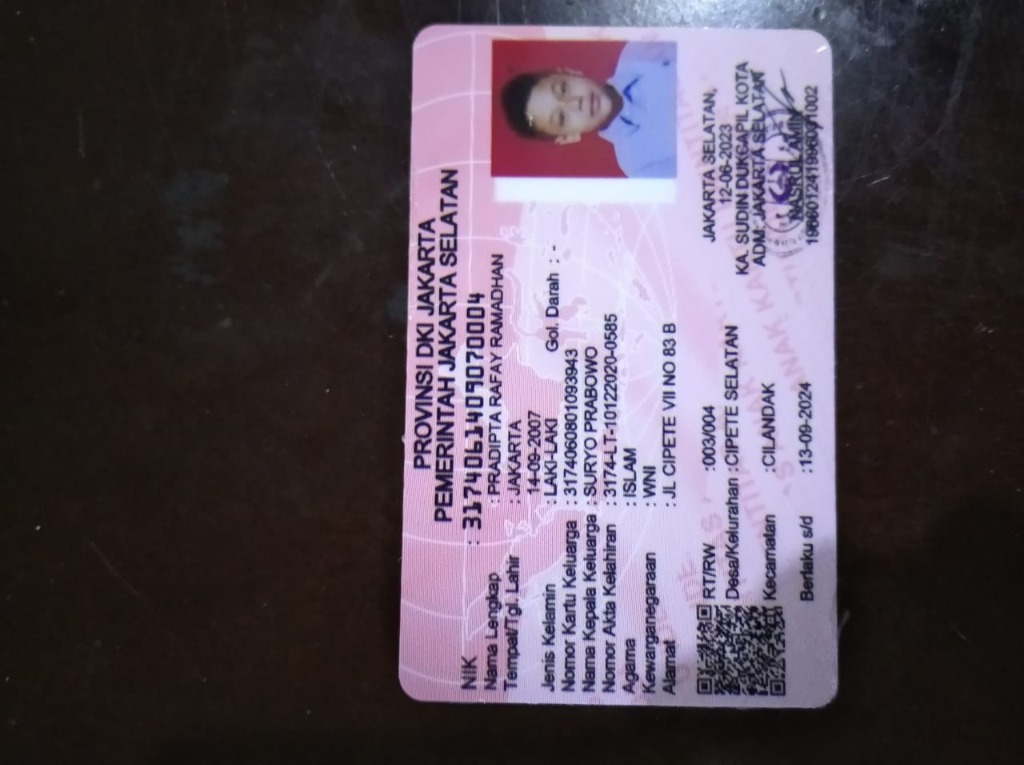 PROVINSI DKI JAKARTA
PEMERINTAH JAKARTA SELATAN
NIK : 3174061409070004
Nama Lengkap : PRADIPTA RAFAY RAMADHAN
Tempat/Tgl. Lahir : JAKARTA
14-09-2007
Jenis Kelamin : LAKI-LAKI Gol. Darah : -
Nomor Kartu Keluarga : 3174060801093943
Nama Kepala Keluarga : SURYO PRABOWO
Nomor Akta Kelahiran : 3174-LT-10122020-0585
Agama : ISLAM
Kewarganegaraan : WNI
Alamat : JL CIPETE VII NO 83 B
RT/RW :003/004
Desa/Kelurahan :CIPETE SELATAN
Kecamatan :CILANDAK
Berlaku s/d :13-09-2024
JAKARTA SELATAN,
12-06-2023
KA. SUDIN DUKCAPIL KOTA
ADM. JAKARTA SELATAN
NASRUL AMIN